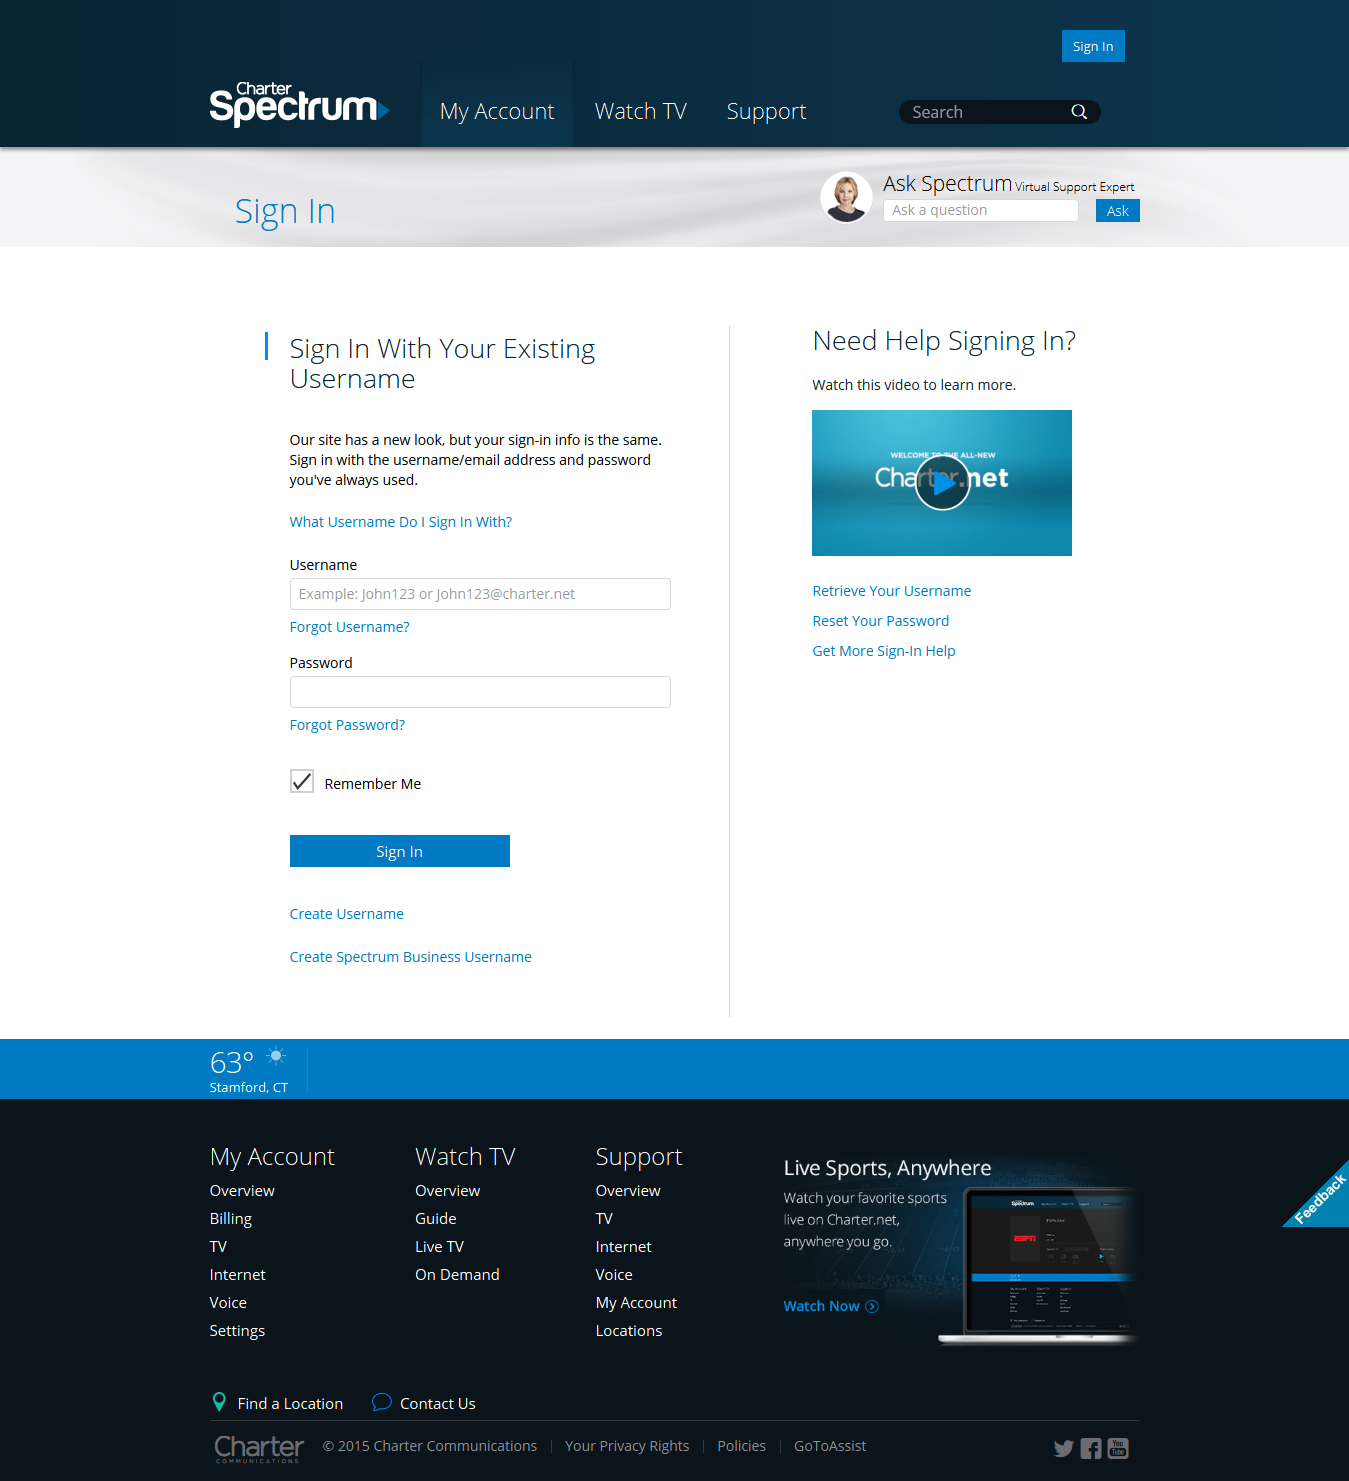 Sign In
Charter
Spectrum
My Account
Watch TV
Support
Search
Sign In
Ask Spectrum Virtual Support Expert
Ask a question
Ask
Sign In With Your Existing
Username
Our site has a new look, but your sign-in info is the same.
Sign in with the username/email address and password
you've always used.
What Username Do I Sign In With?
Username
Example: John123 or John123@charter.net
Forgot Username?
Password
Forgot Password?
Remember Me
Sign In
Create Username
Create Spectrum Business Username
Need Help Signing In?
Watch this video to learn more.
WELCOME TO THE ALL-NEW
Charter.net
Retrieve Your Username
Reset Your Password
Get More Sign-In Help
63°
Stamford, CT
My Account
Overview
Billing
TV
Internet
Voice
Settings
Watch TV
Overview
Guide
Live TV
On Demand
Support
Overview
TV
Internet
Voice
My Account
Locations
Live Sports, Anywhere
Watch your favorite sports
live on Charter.net,
anywhere you go.
Watch Now
Spectrum
ESPN
Feedback
Find a Location
Contact Us
Charter
COMMUNICATIONS
© 2015 Charter Communications
Your Privacy Rights
Policies
GoToAssist
You
Tube